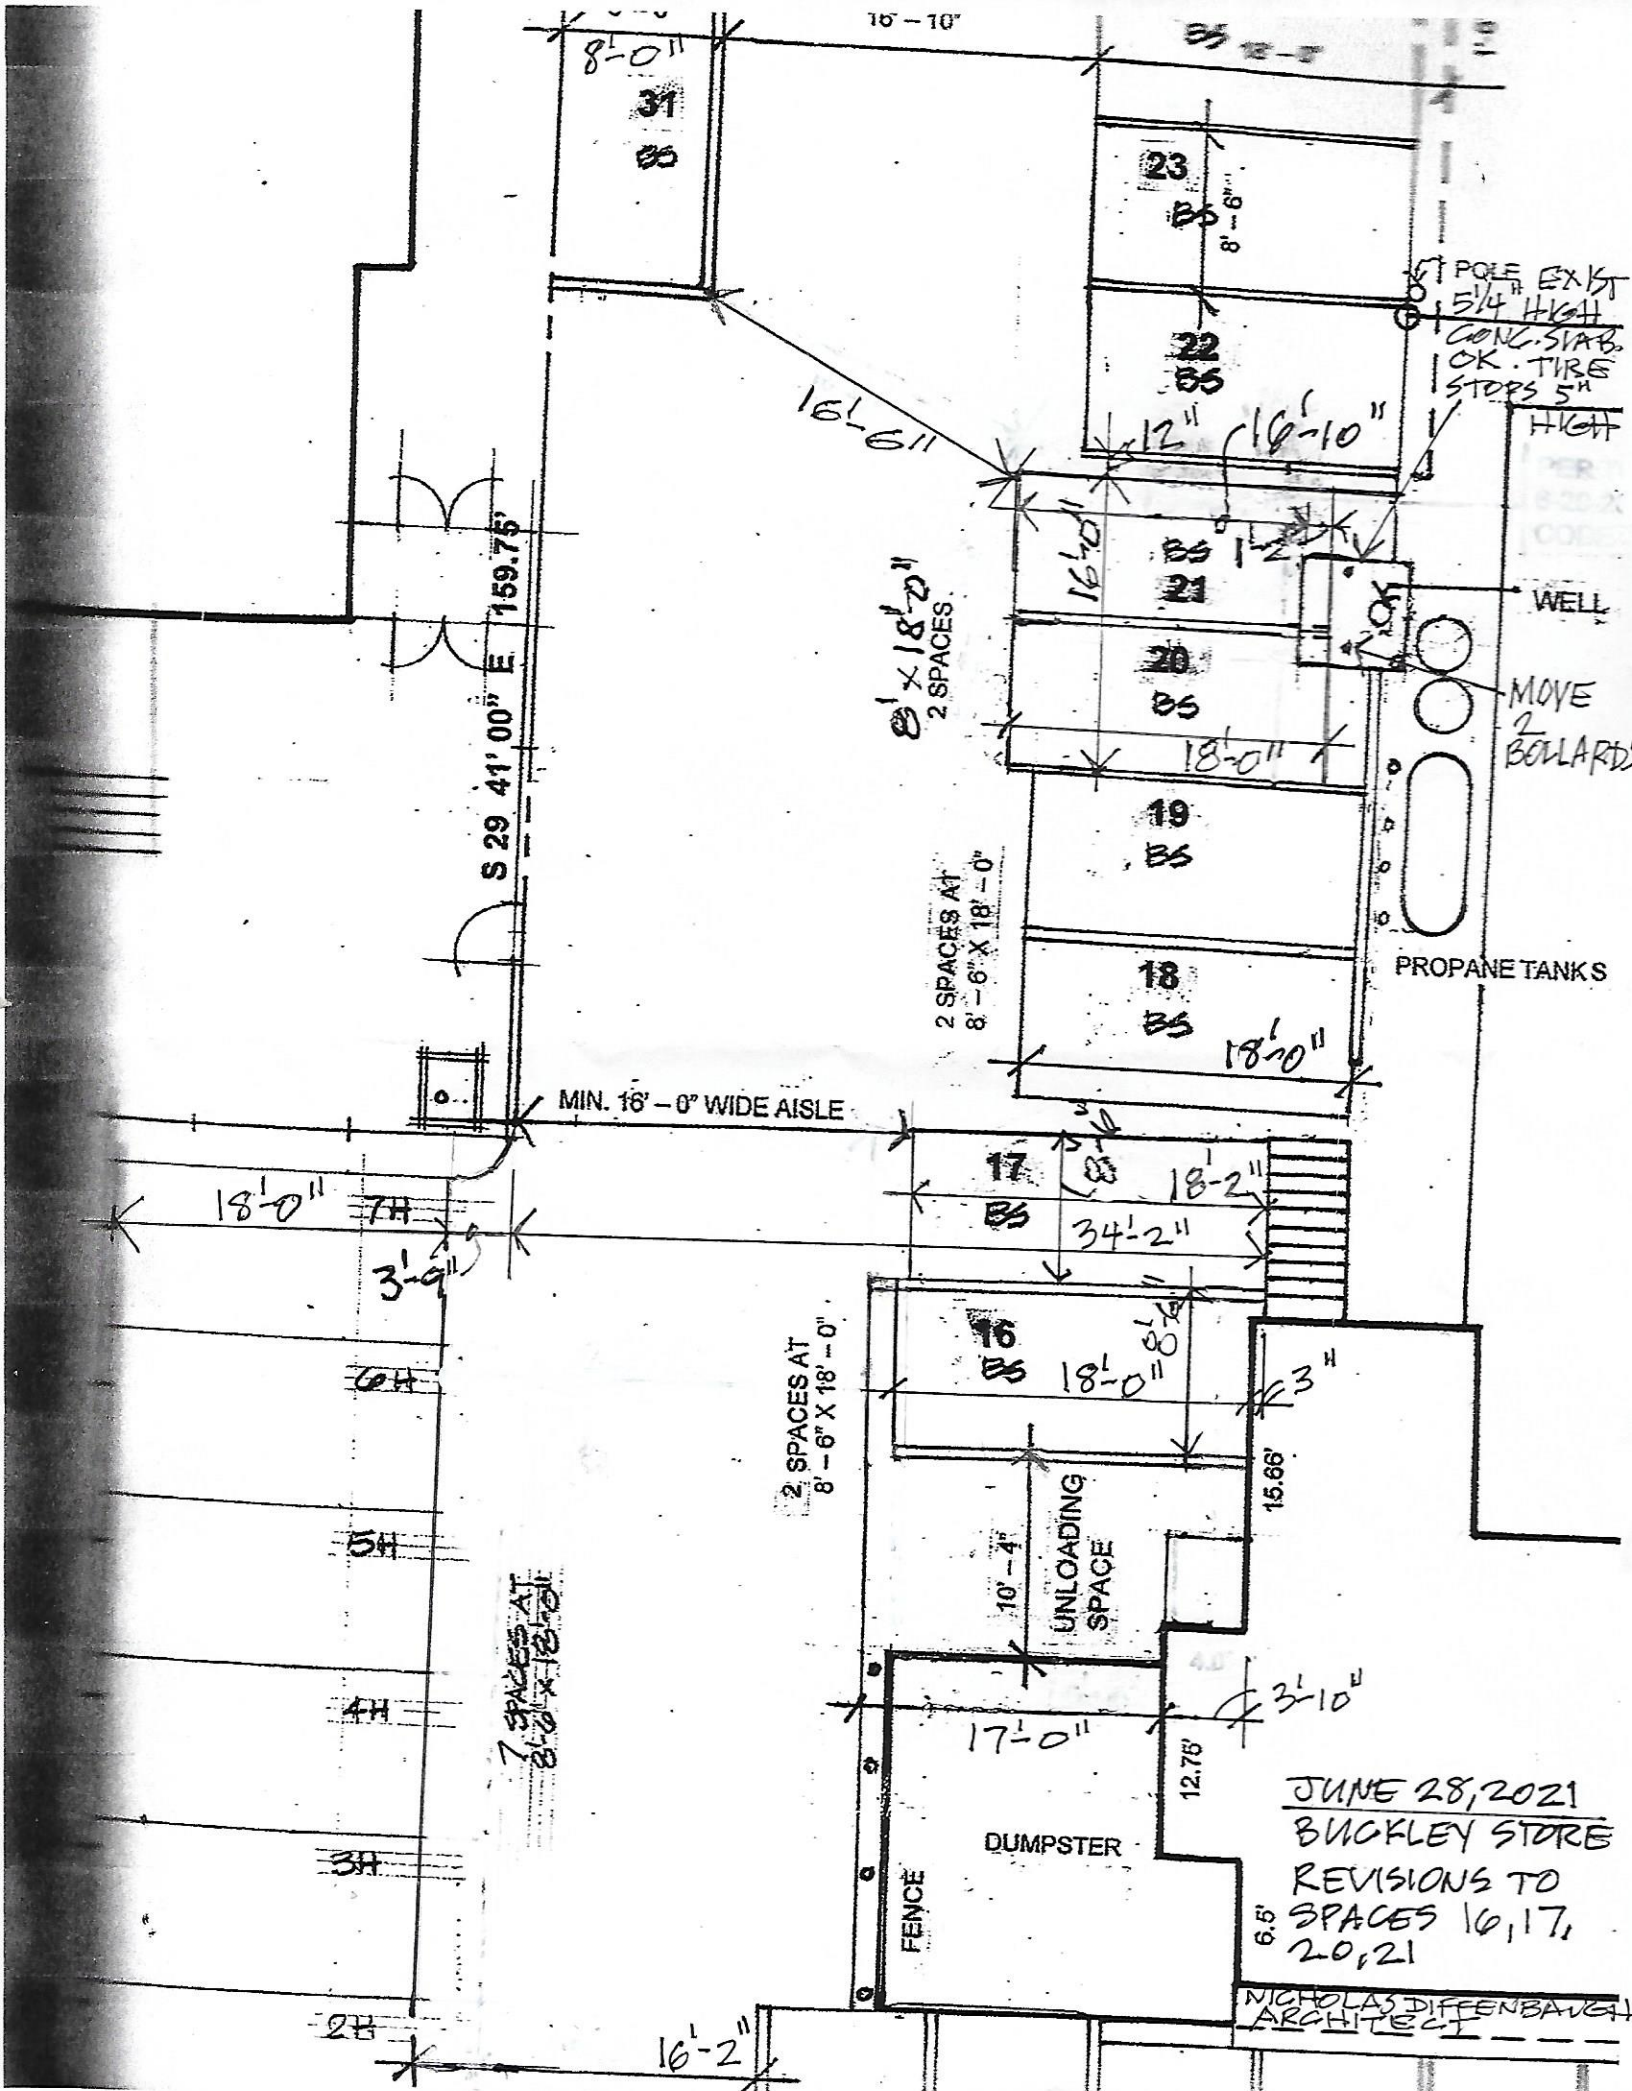 16' – 10"
BS
8'-0"
31
BS
23
BS
8' – 6"
POLE EXIST
5 1/4" HIGH
CONC. SLAB.
OK. TIRE
STOPS 5"
HIGH
22
BS
16'-6"
12"
16'-10"
16'-0"
BS
1'-2"
21
WELL
8' X 18'-0"
2 SPACES.
20
BS
18'-0"
MOVE
2
BOLLARDS
S 29 41' 00" E 159.75'
19
BS
2 SPACES AT
8' – 6" X 18' – 0"
18
BS
18'-0"
PROPANE TANKS
MIN. 16' – 0" WIDE AISLE
17
BS
18'-2"
34'-2"
18'-0"
7H
3'-9"
16
BS
8'-6"
18'-0"
3"
2 SPACES AT
8' – 6" X 18' – 0"
6H
15.66'
5H
10' – 4"
UNLOADING
SPACE
7 SPACES AT
8'-6" X 18'-0"
4H
17'-0"
3'-10"
12.75'
3H
DUMPSTER
FENCE
6.5'
2H
16'-2"
JUNE 28, 2021
BUCKLEY STORE
REVISIONS TO
SPACES 16, 17,
20, 21
NICHOLAS DIFFENBAUGH
ARCHITECT